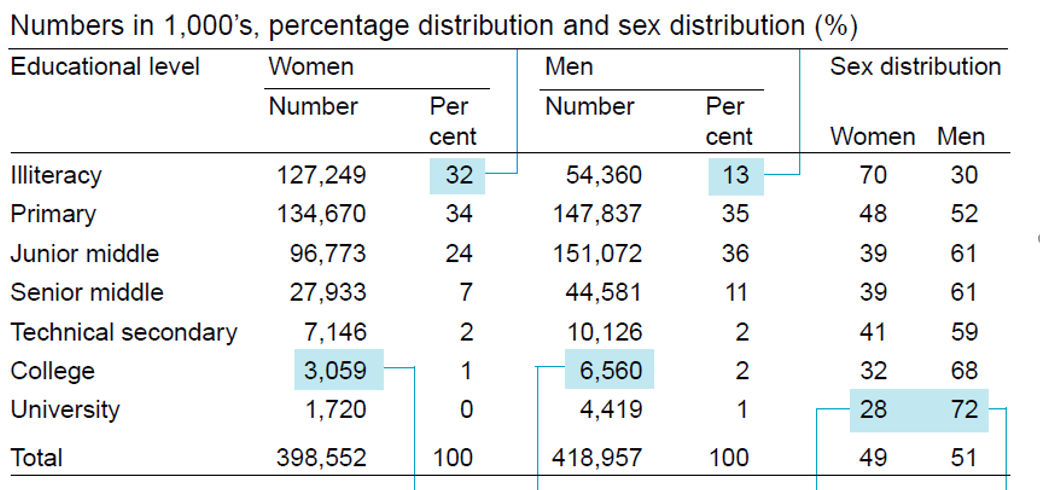 Numbers in 1,000's, percentage distribution and sex distribution (%)
Educational level Women Men Sex distribution
Number Per cent Number Per cent
Women Men
Illiteracy 127,249 32 54,360 13 70 30
Primary 134,670 34 147,837 35 48 52
Junior middle 96,773 24 151,072 36 39 61
Senior middle 27,933 7 44,581 11 39 61
Technical secondary 7,146 2 10,126 2 41 59
College 3,059 1 6,560 2 32 68
University 1,720 0 4,419 1 28 72
Total 398,552 100 418,957 100 49 51